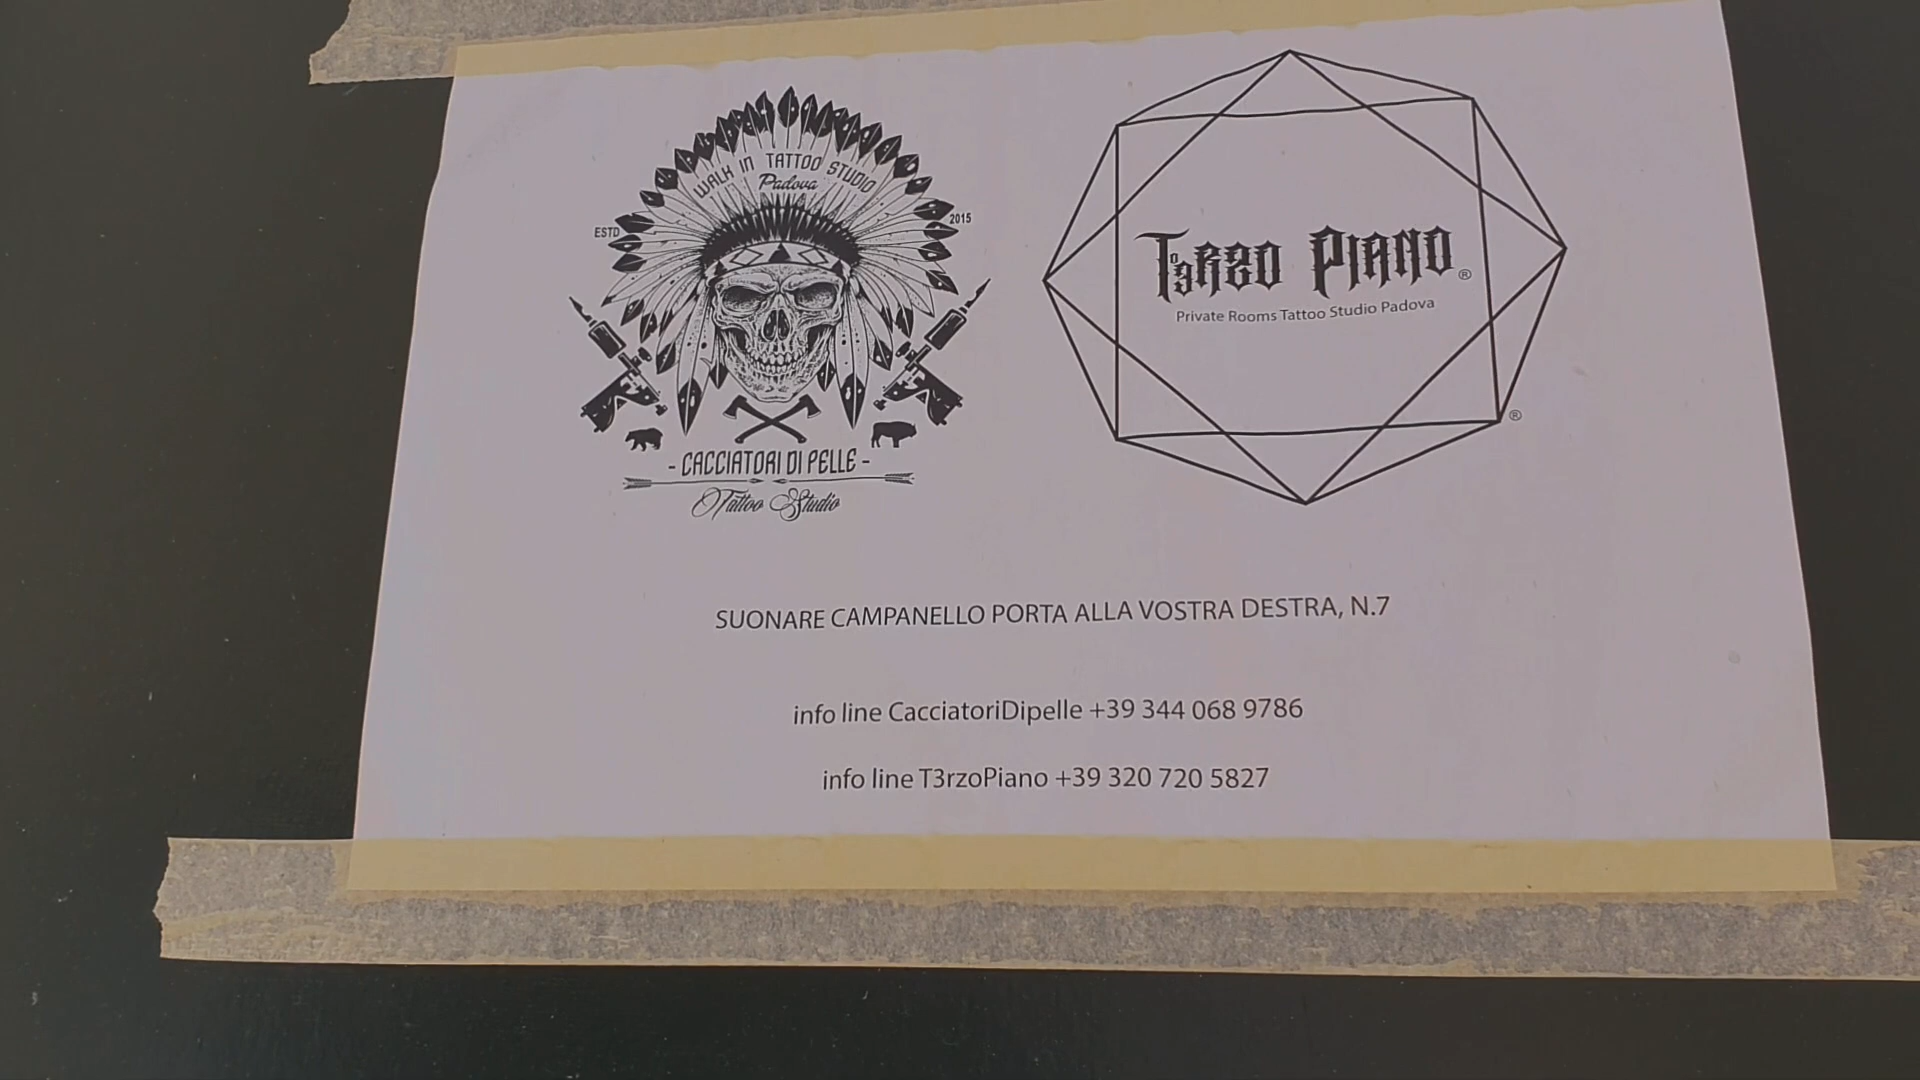 WALK IN TATTOO STUDIO
Padova
ESTD
2015
- CACCIATORI DI PELLE -
Tattoo Studio
T3RZO PIANO ®
Private Rooms Tattoo Studio Padova
®
SUONARE CAMPANELLO PORTA ALLA VOSTRA DESTRA, N.7
info line CacciatoriDipelle +39 344 068 9786
info line T3rzoPiano +39 320 720 5827